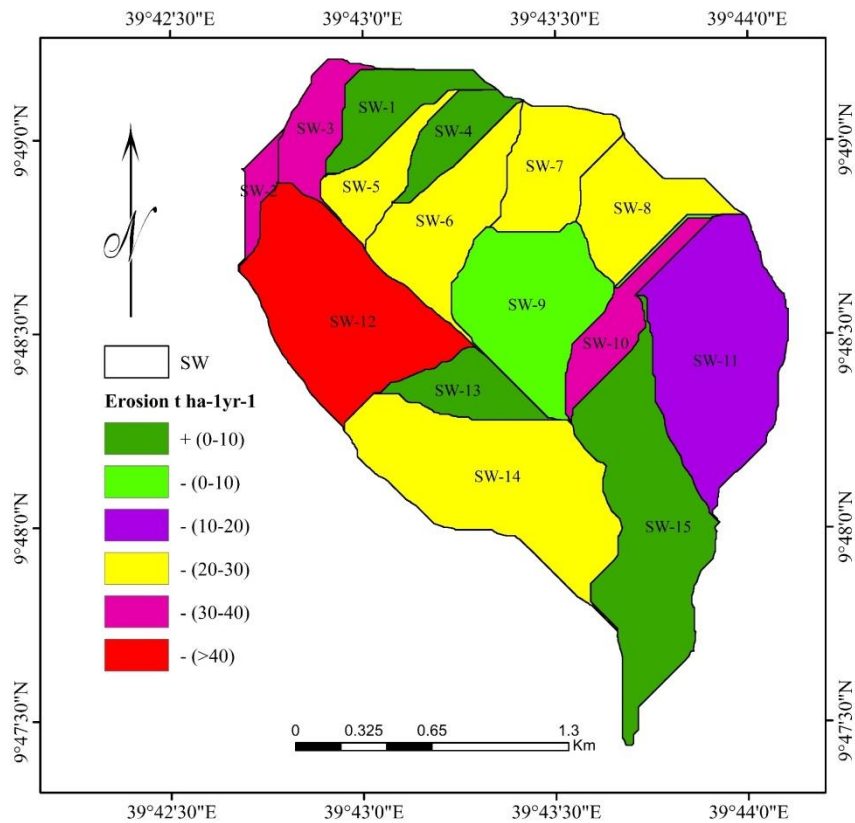 39°42'30"E 39°43'0"E 39°43'30"E 39°44'0"E
9°49'0"N
9°48'30"N
9°48'0"N
9°47'30"N
N
SW-1
SW-3
SW-4
SW-2
SW-5
SW-7
SW-6
SW-8
SW-9
SW-12
SW-10
SW-11
SW-13
SW-14
SW-15
SW
Erosion t ha-1yr-1
+ (0-10)
- (0-10)
- (10-20)
- (20-30)
- (30-40)
- (>40)
0 0.325 0.65 1.3
Km
9°49'0"N
9°48'30"N
9°48'0"N
9°47'30"N
39°42'30"E 39°43'0"E 39°43'30"E 39°44'0"E